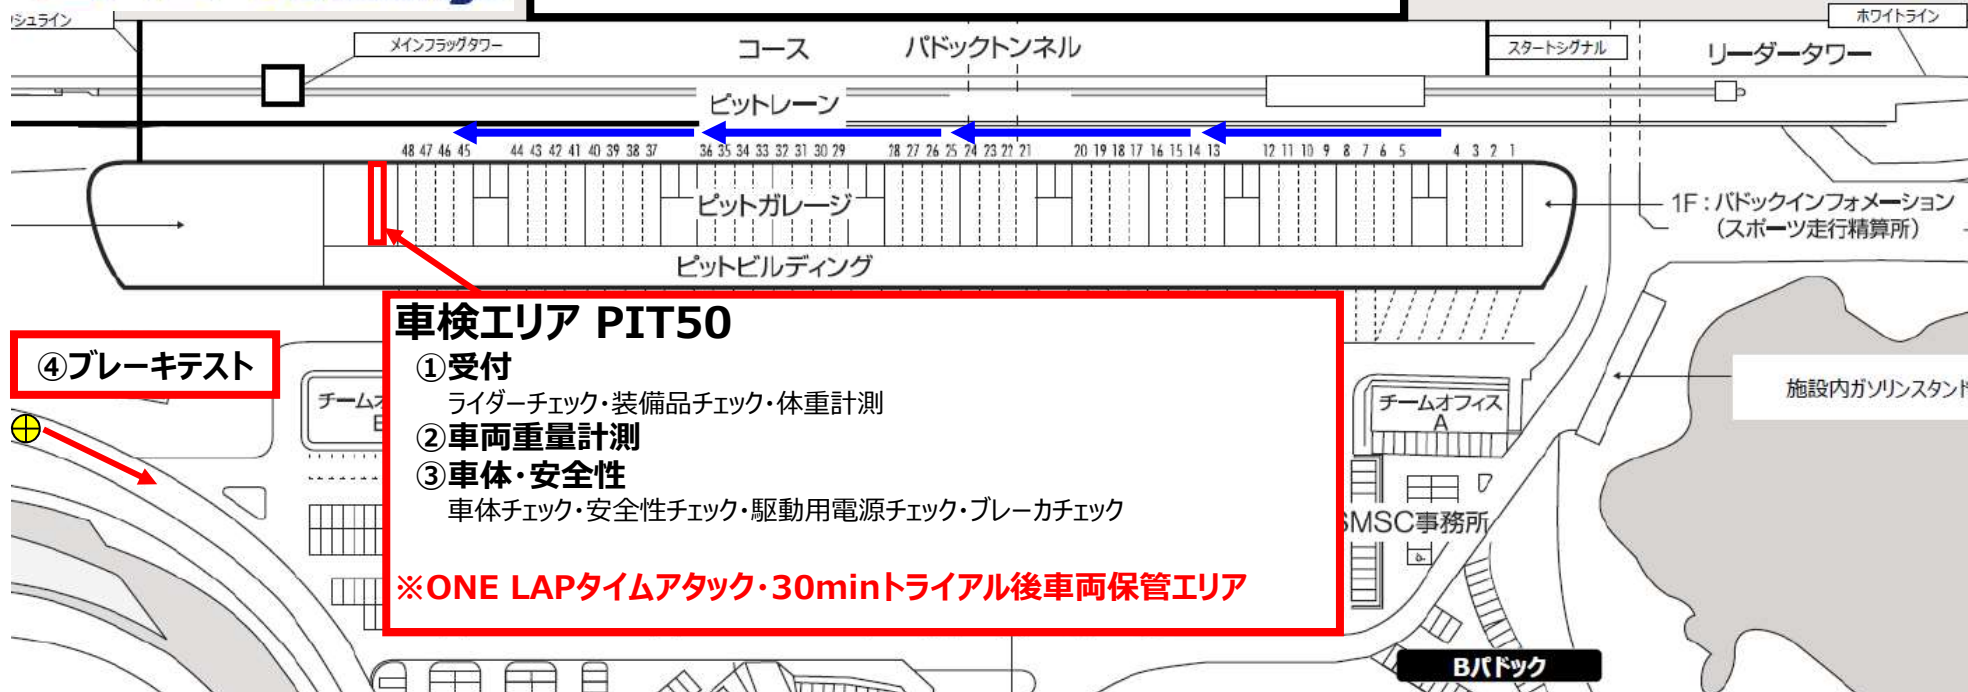 ホワイトライン
メインフラッグタワー
コース
パドックトンネル
スタートシグナル
リーダータワー
ピットレーン
48 47 46 45 44 43 42 41 40 39 38 37 36 35 34 33 32 31 30 29 28 27 26 25 24 23 22 21 20 19 18 17 16 15 14 13 12 11 10 9 8 7 6 5 4 3 2 1
ピットガレージ
1F：パドックインフォメーション
（スポーツ走行精算所）
ピットビルディング
車検エリア PIT50
①受付
ライダーチェック・装備品チェック・体重計測
②車両重量計測
③車体・安全性
車体チェック・安全性チェック・駆動用電源チェック・ブレーカチェック
※ONE LAPタイムアタック・30minトライアル後車両保管エリア
④ブレーキテスト
チームオフィス
A
施設内ガソリンスタンド
SMSC事務所
Bパドック